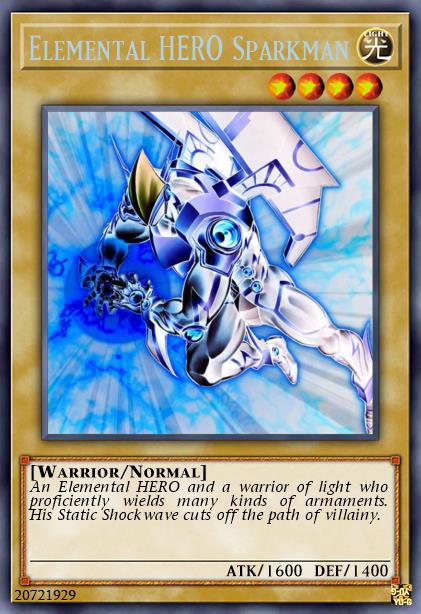 Elemental HERO Sparkman
LIGHT
光
[Warrior/Normal]
An Elemental HERO and a warrior of light who
proficiently wields many kinds of armaments.
His Static Shockwave cuts off the path of villainy.
ATK/1600 DEF/1400
20721929